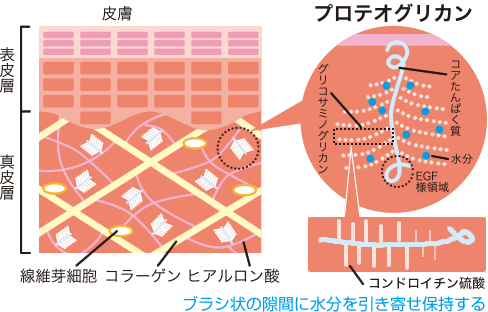 皮膚
表皮層
真皮層
線維芽細胞
コラーゲン
ヒアルロン酸
プロテオグリカン
グリコサミノグリカン
コアたんぱく質
水分
EGF
様領域
コンドロイチン硫酸
ブラシ状の隙間に水分を引き寄せ保持する